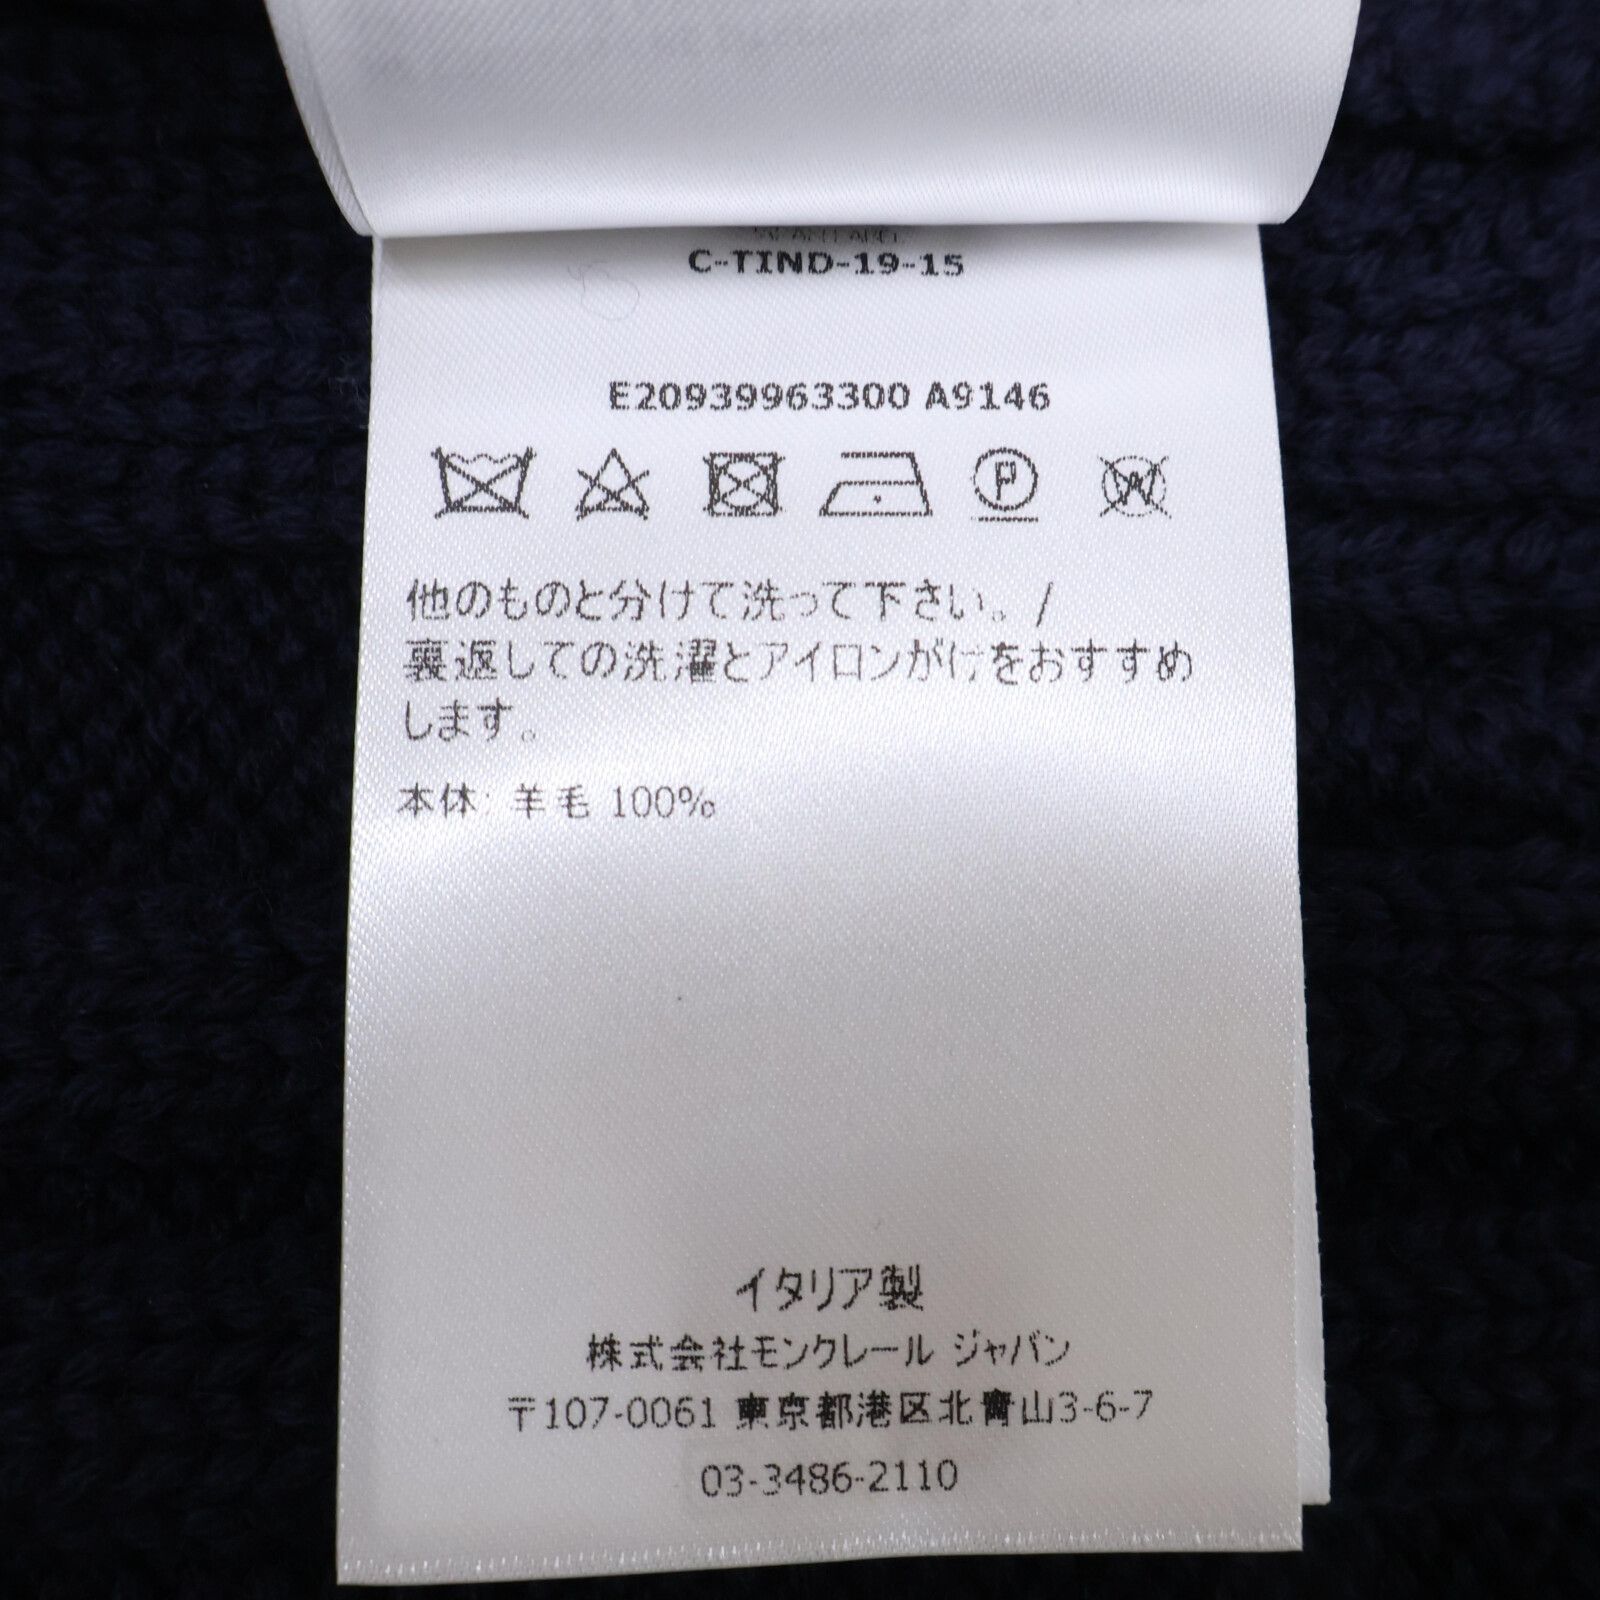 C-TIND-19-15
E20939963300 A9146
P
W
他のものと分けて洗って下さい。/
裏返しての洗濯とアイロンがけをおすすめ
します。
本体: 羊毛 100%
イタリア製
株式会社モンクレール ジャパン
〒107-0061 東京都港区北青山3-6-7
03-3486-2110